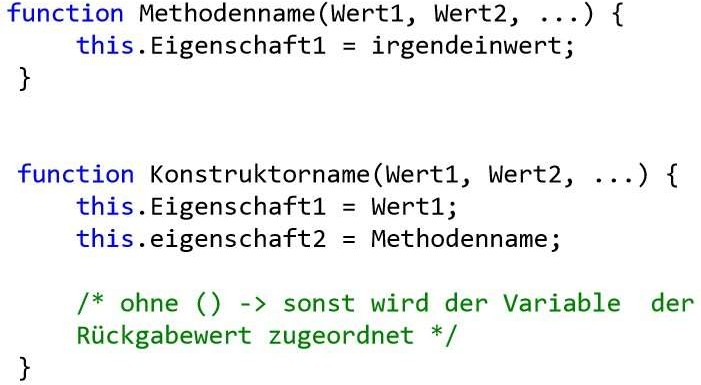 function Methodenname(Wert1, Wert2, ...) {
this.Eigenschaft1 = irgendeinwert;
}
function Konstruktorname(Wert1, Wert2, ...) {
this.Eigenschaft1 = Wert1;
this.eigenschaft2 = Methodenname;
/* ohne () -> sonst wird der Variable der
Rückgabewert zugeordnet */
}